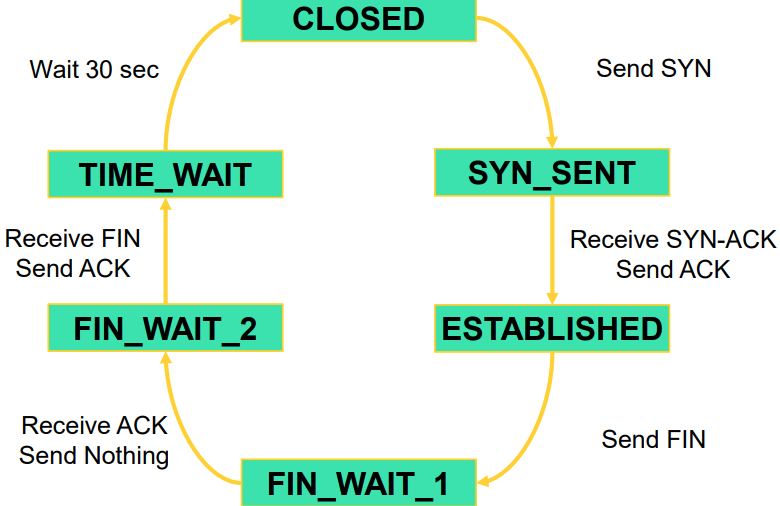 CLOSED
Wait 30 sec
Send SYN
TIME_WAIT
SYN_SENT
Receive FIN
Send ACK
Receive SYN-ACK
Send ACK
FIN_WAIT_2
ESTABLISHED
Receive ACK
Send Nothing
Send FIN
FIN_WAIT_1